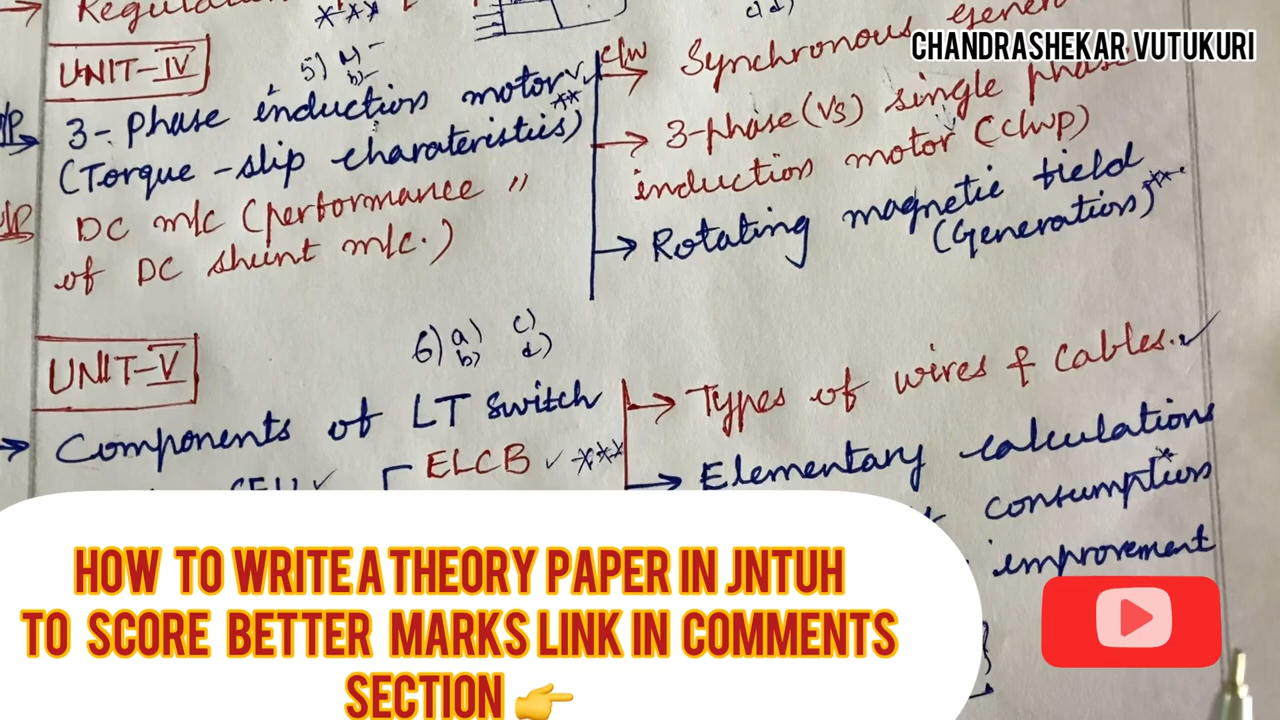 Regulation
***
c) d)
CHANDRASHEKAR VUTUKURI
UNIT-IV
5) a)
b)
3-Phase induction motor
**
(Torque-slip charateristics)
DC m/c (performance "
of DC shunt m/c.)
c/w
Synchronous gener
3-phase (Vs) single phase
induction motor (C/wp)
Rotating magnetic field
(Generation)
**
UNIT-V
6) a) c)
b) d)
Components of LT Switch
ELCB ***
Types of wires & Cables.
Elementary calculations
consumption
*
improvement
HOW TO WRITE A THEORY PAPER IN JNTUH
TO SCORE BETTER MARKS LINK IN COMMENTS
SECTION 👉